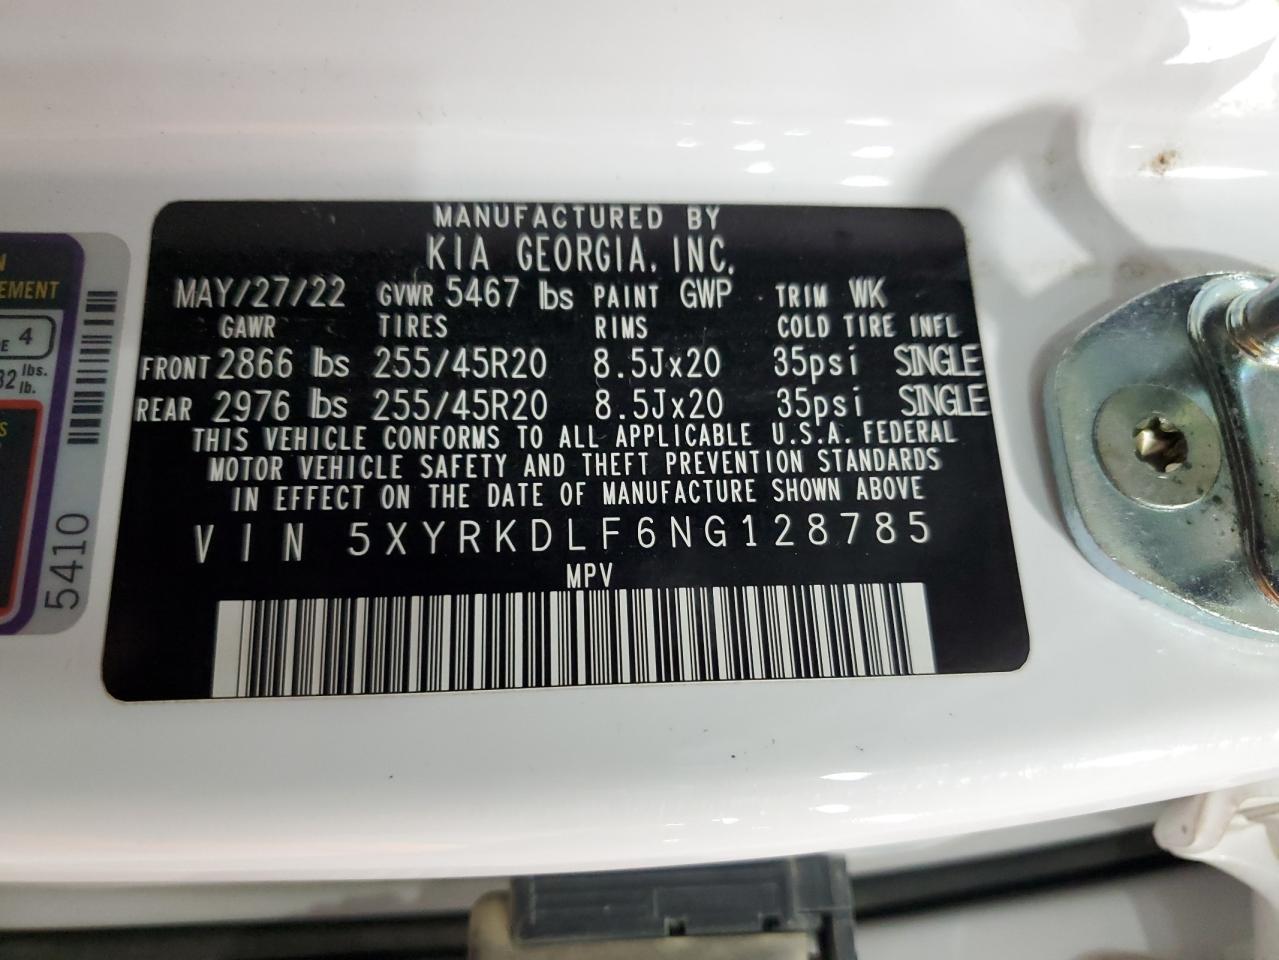 MANUFACTURED BY
KIA GEORGIA, INC.
MAY/27/22 GVWR 5467 lbs PAINT GWP TRIM WK
GAWR TIRES RIMS COLD TIRE INFL
FRONT 2866 lbs 255/45R20 8.5Jx20 35psi SINGLE
REAR 2976 lbs 255/45R20 8.5Jx20 35psi SINGLE
THIS VEHICLE CONFORMS TO ALL APPLICABLE U.S.A. FEDERAL
MOTOR VEHICLE SAFETY AND THEFT PREVENTION STANDARDS
IN EFFECT ON THE DATE OF MANUFACTURE SHOWN ABOVE
VIN 5XYRKDLF6NG128785
MPV
4
lbs.
lb.
5410